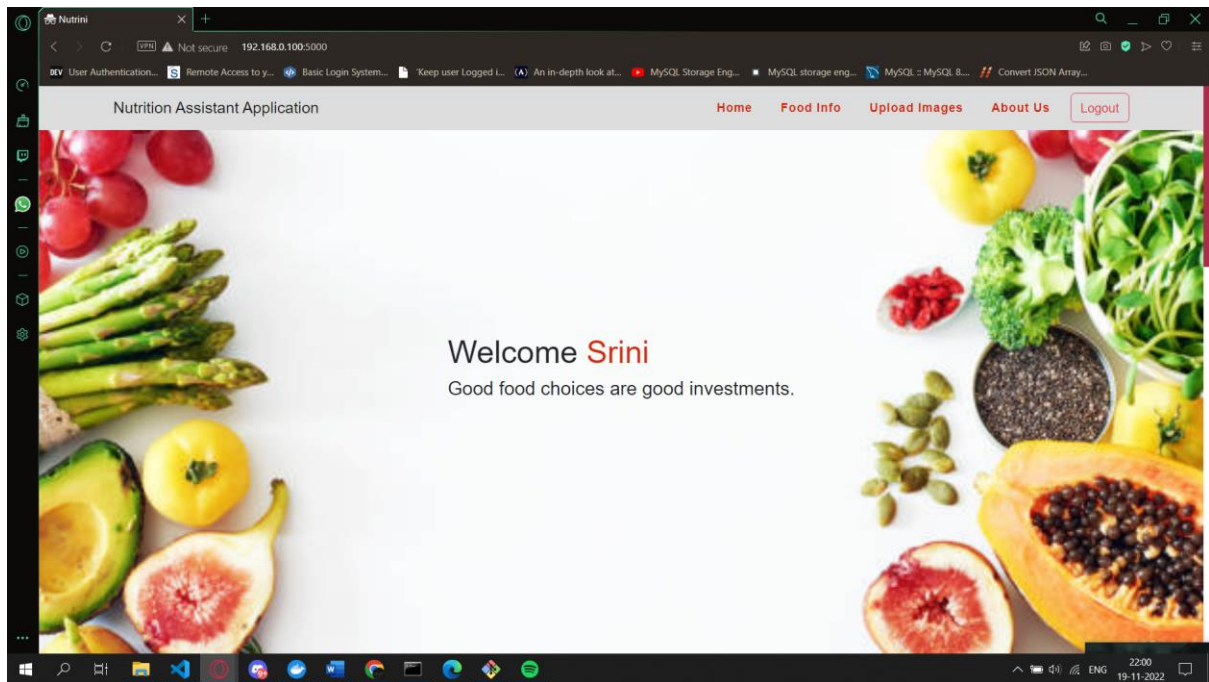 Nutrini
VPN Not secure 192.168.0.100:5000
DEV User Authentication... S Remote Access to y... Basic Login System... 'Keep user Logged i... (A) An in-depth look at... MySQL Storage Eng... MySQL storage eng... MySQL :: MySQL 8.... Convert JSON Array...
Nutrition Assistant Application Home Food Info Upload Images About Us Logout
Welcome Srini
Good food choices are good investments.
ENG 22:00
19-11-2022